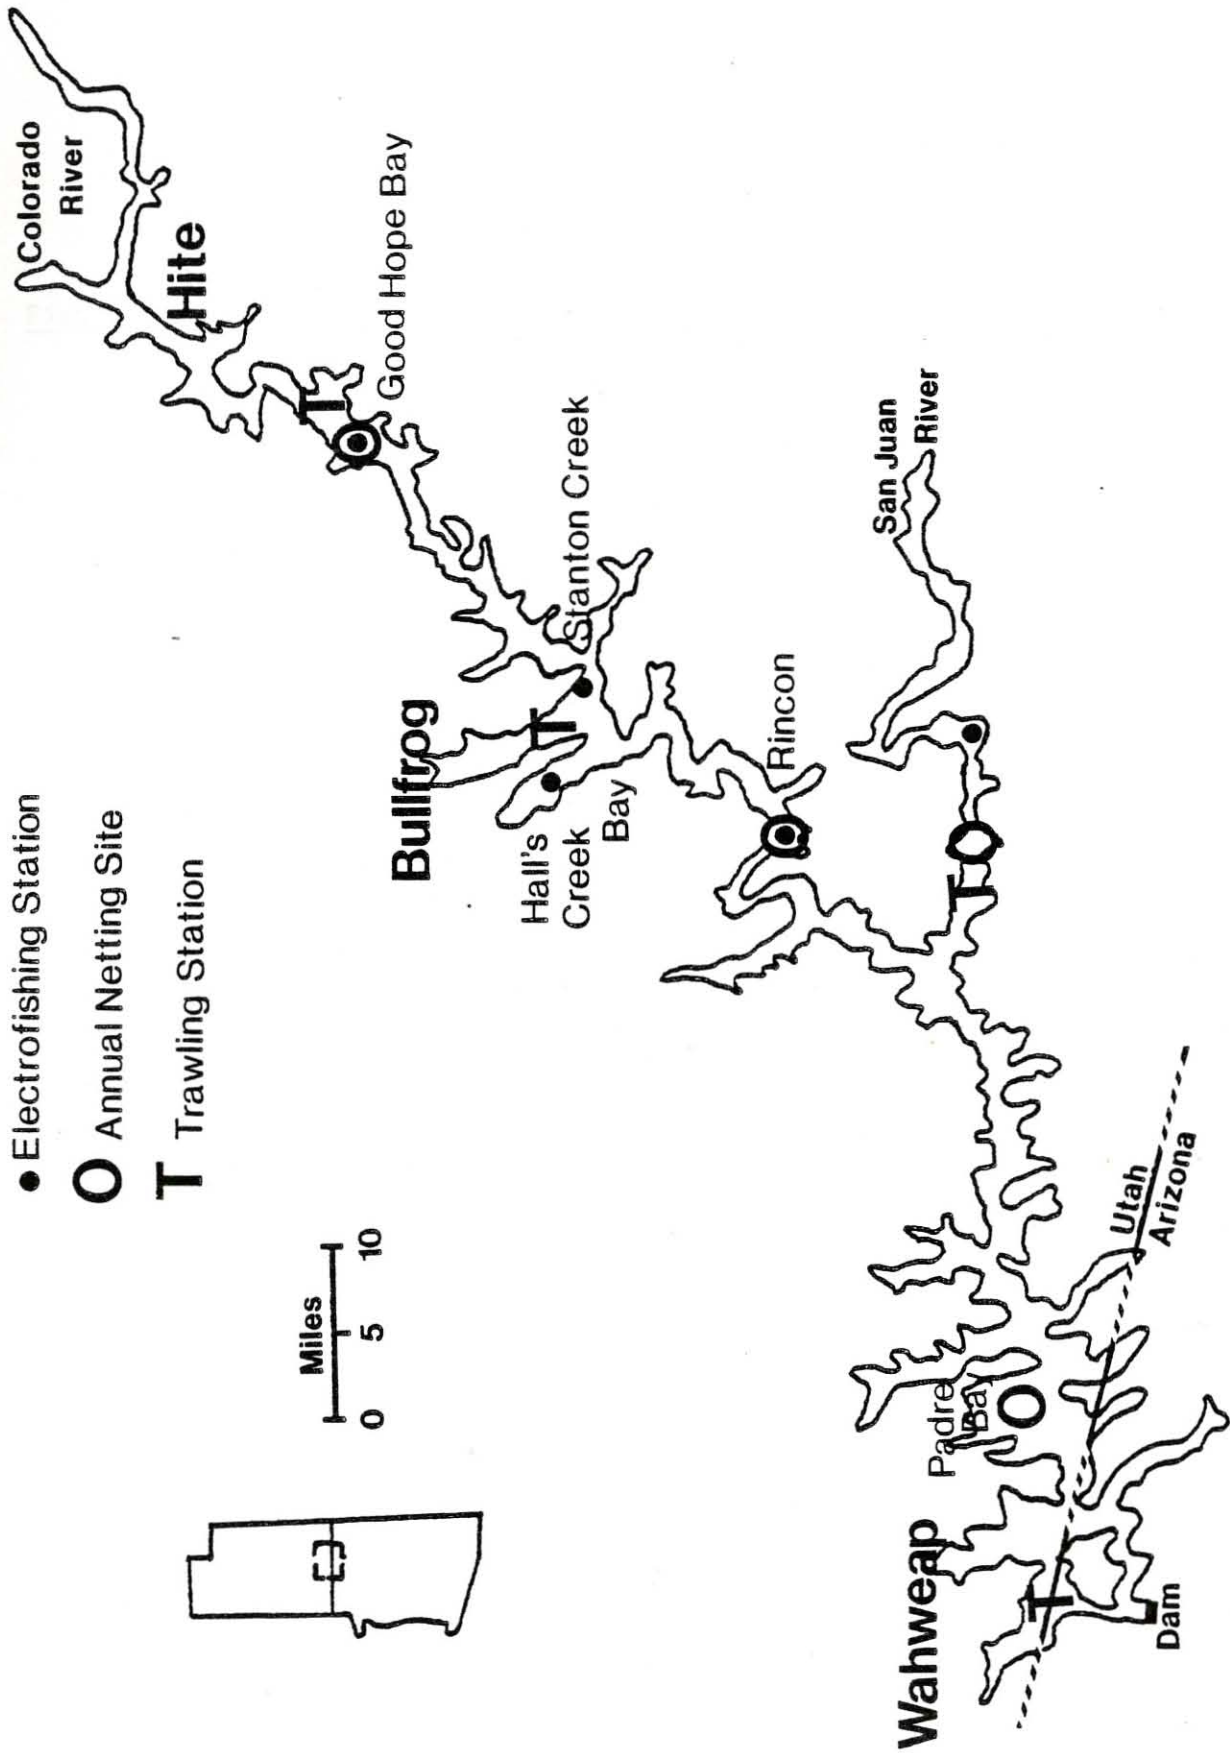 ● Electrofishing Station
O Annual Netting Site
T Trawling Station
Miles
0 5 10
Colorado
River
Hite
Good Hope Bay
T
Stanton Creek
Bullfrog
T
Hall's
Creek
Bay
Rincon
San Juan
River
T
Padre
Bay
O
Wahweap
T
Utah
Arizona
Dam